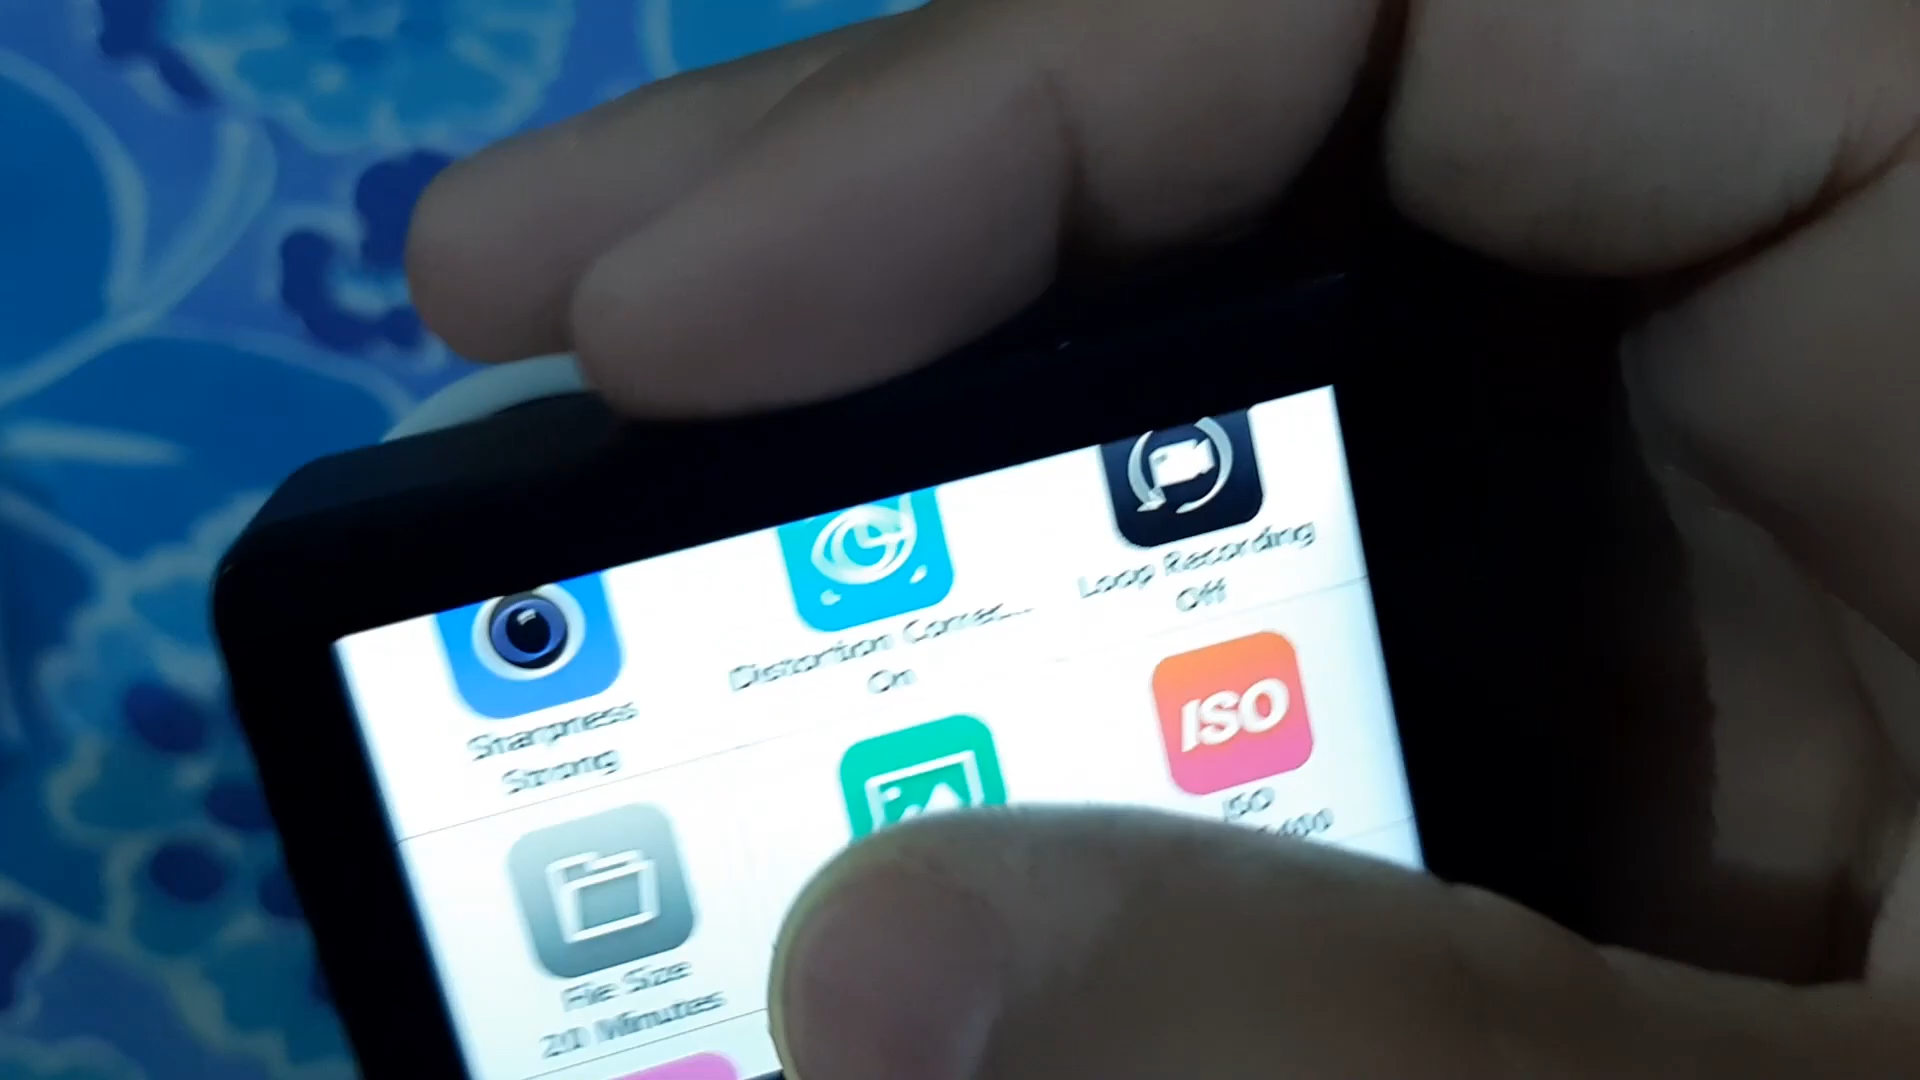 Sharpness
Strong
Distortion Correc...
On
Loop Recording
Off
File Size
20 Minutes
ISO
ISO